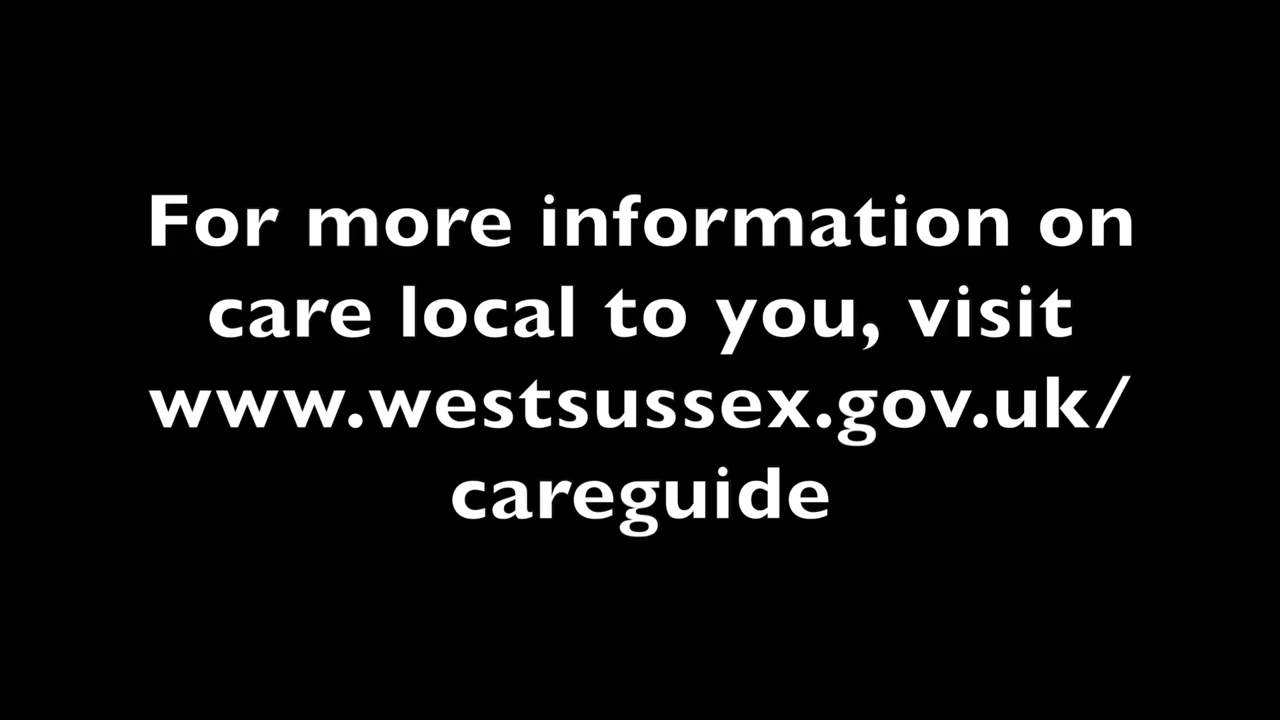 For more information on
care local to you, visit
www.westsussex.gov.uk/
careguide